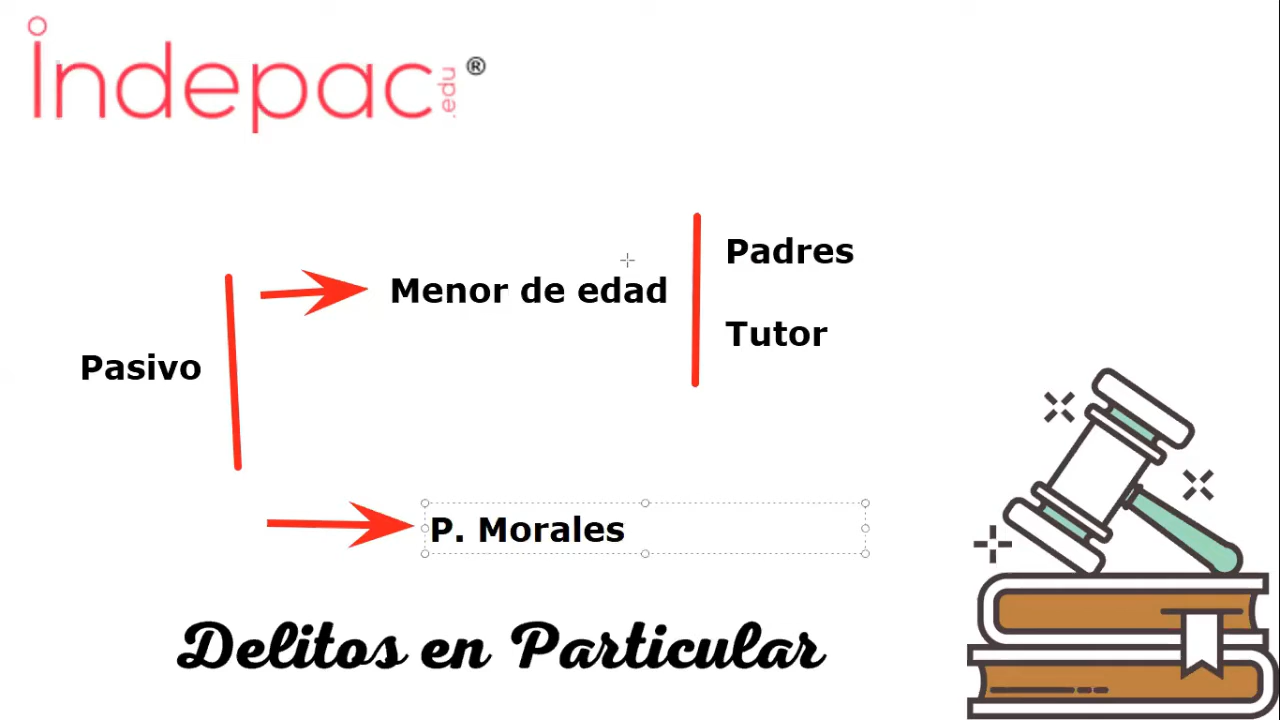 indepac.edu®
Padres
Menor de edad
Tutor
Pasivo
P. Morales
Delitos en Particular